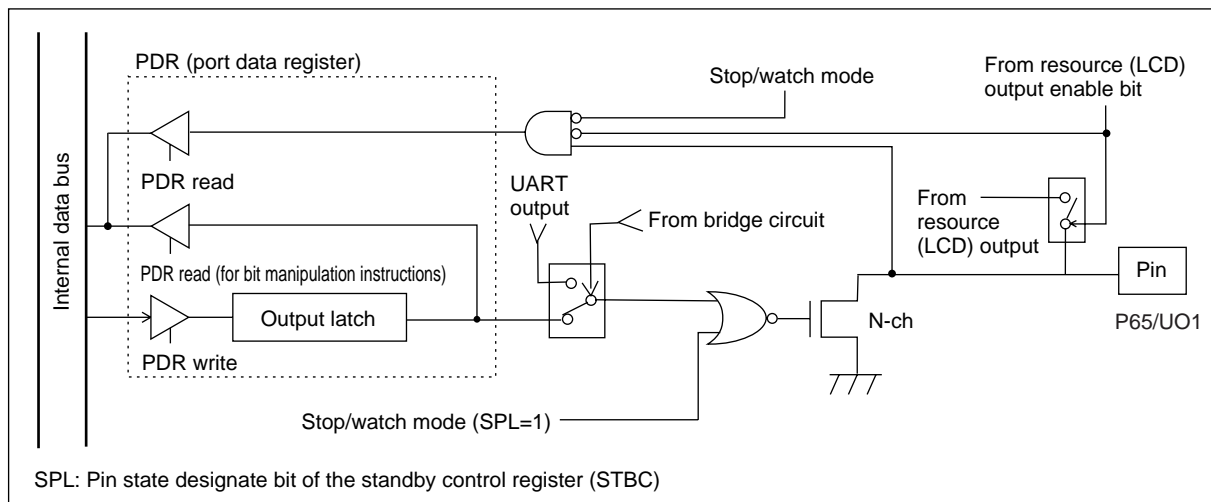 PDR (port data register)
Stop/watch mode
From resource (LCD)
output enable bit
Internal data bus
PDR read
UART
output
From bridge circuit
From
resource
(LCD) output
Pin
PDR read (for bit manipulation instructions)
Output latch
N-ch
P65/UO1
PDR write
Stop/watch mode (SPL=1)
SPL: Pin state designate bit of the standby control register (STBC)